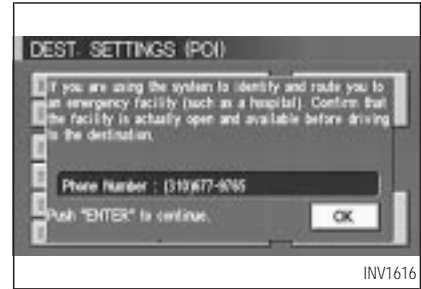 DEST. SETTINGS (POI)
If you are using the system to identify and route you to
an emergency facility (such as a hospital). Confirm that
the facility is actually open and available before driving
to the destination.
Phone Number : (310)677-9765
Push "ENTER" to continue.
OK
INV1616